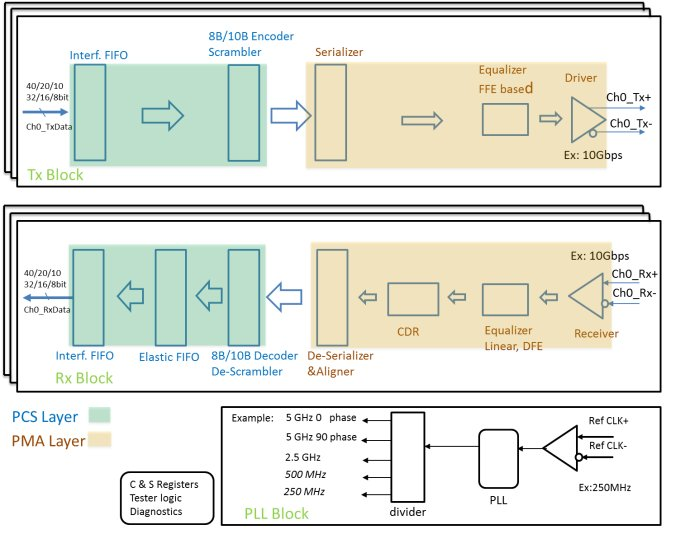 8B/10B Encoder
Scrambler
Interf. FIFO
Serializer
Equalizer
FFE based
Driver
40/20/10
32/16/8bit
Ch0_TxData
Ch0_Tx+
Ch0_Tx-
Ex: 10Gbps
Tx Block
40/20/10
32/16/8bit
Ch0_RxData
Ex: 10Gbps
Ch0_Rx+
Ch0_Rx-
CDR
Equalizer
Linear, DFE
Receiver
Interf. FIFO
Elastic FIFO
8B/10B Decoder
De-Scrambler
De-Serializer
&Aligner
Rx Block
PCS Layer
PMA Layer
C & S Registers
Tester logic
Diagnostics
Example:
5 GHz 0 phase
5 GHz 90 phase
2.5 GHz
500 MHz
250 MHz
divider
PLL
Ref CLK+
Ref CLK-
Ex:250MHz
PLL Block